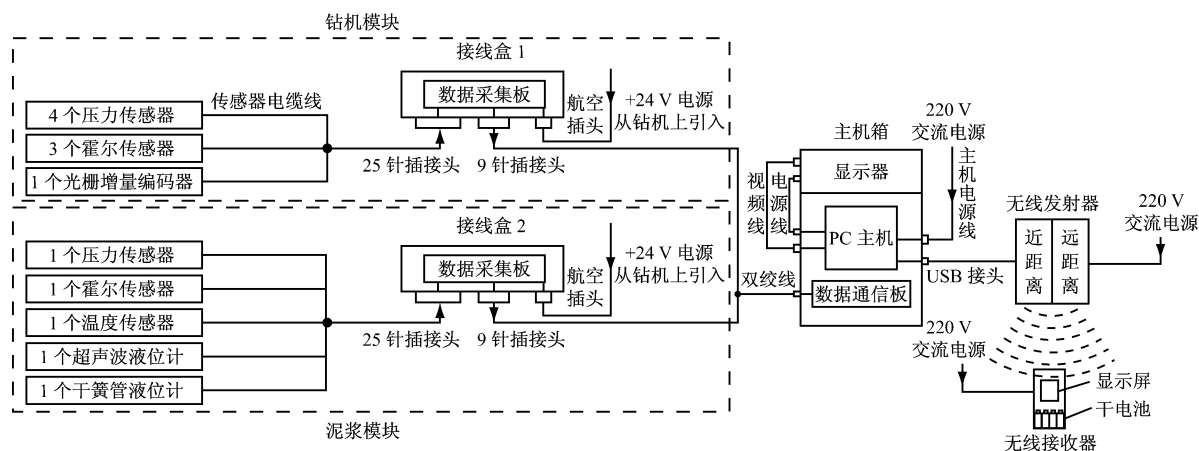 钻机模块
接线盒 1
数据采集板
传感器电缆线
4 个压力传感器
3 个霍尔传感器
1 个光栅增量编码器
25 针插接头
9 针插接头
航空
插头
+24 V 电源
从钻机上引入
接线盒 2
数据采集板
1 个压力传感器
1 个霍尔传感器
1 个温度传感器
1 个超声波液位计
1 个干簧管液位计
25 针插接头
9 针插接头
航空
插头
+24 V 电源
从钻机上引入
泥浆模块
双绞线
视频线
电源线
主机箱
显示器
PC 主机
数据通信板
220 V
交流电源
主机电源线
USB 接头
无线发射器
近距离
远距离
220 V
交流电源
220 V
交流电源
显示屏
干电池
无线接收器